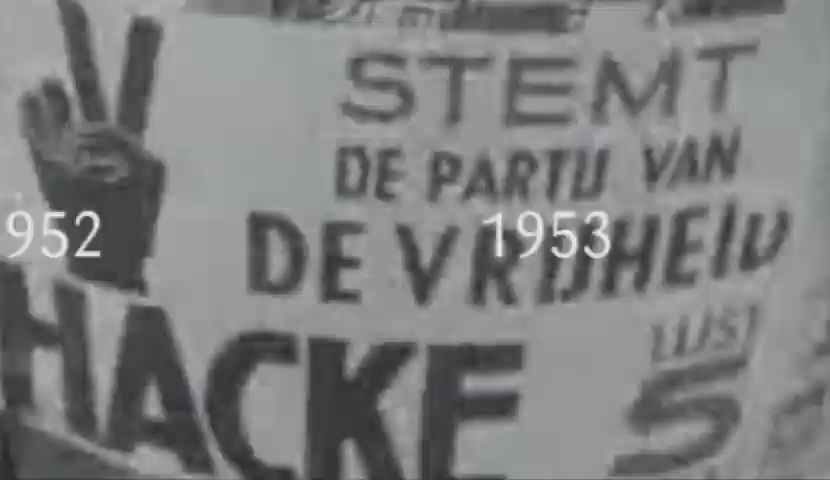 STEMT
DE PARTIJ VAN
DE VRIJHEID
952 1953
HACKE
LIJST
5